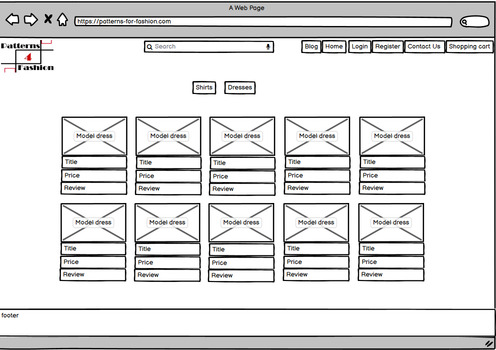 A Web Page
https://patterns-for-fashion.com
Patterns
4
Fashion
Search
Blog Home Login Register Contact Us Shopping cart
Shirts Dresses
Model dress Model dress Model dress Model dress Model dress
Title Title Title Title Title
Price Price Price Price Price
Review Review Review Review Review
Model dress Model dress Model dress Model dress Model dress
Title Title Title Title Title
Price Price Price Price Price
Review Review Review Review Review
footer